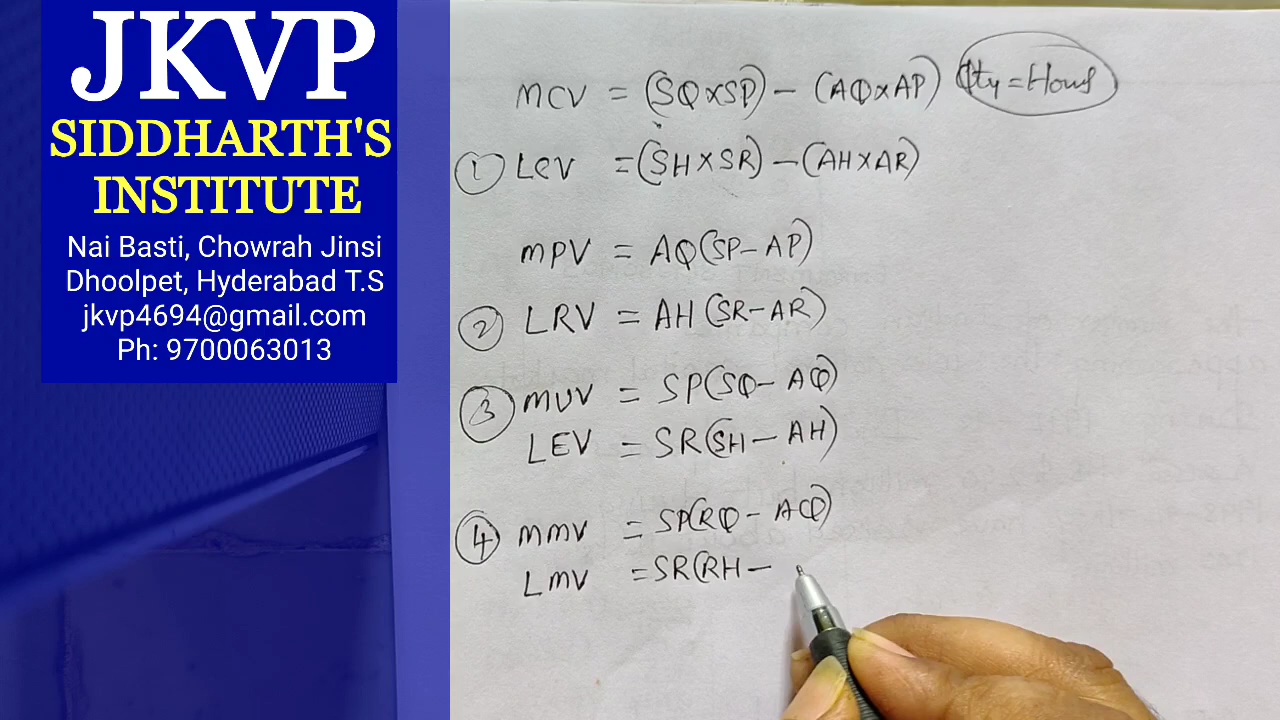 JKVP
SIDDHARTH'S
INSTITUTE
Nai Basti, Chowrah Jinsi
Dhoolpet, Hyderabad T.S
jkvp4694@gmail.com
Ph: 9700063013
MCV = (SQ×SP) - (AQ×AP) Qty = Hours
① LCV = (SH×SR) - (AH×AR)
MPV = AQ(SP - AP)
② LRV = AH(SR - AR)
③ MUV = SP(SQ - AQ)
LEV = SR(SH - AH)
④ MMV = SP(RQ - AQ)
LMV = SR(RH -